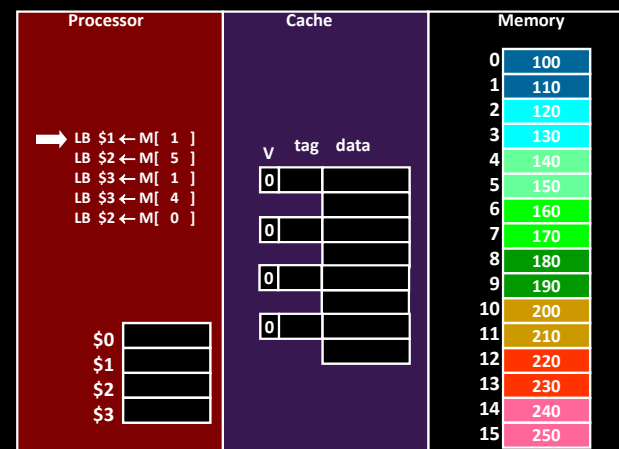 Processor
LB $1 ← M[ 1 ]
LB $2 ← M[ 5 ]
LB $3 ← M[ 1 ]
LB $3 ← M[ 4 ]
LB $2 ← M[ 0 ]
$0
$1
$2
$3
Cache
V tag data
0
0
0
0
Memory
0 100
1 110
2 120
3 130
4 140
5 150
6 160
7 170
8 180
9 190
10 200
11 210
12 220
13 230
14 240
15 250